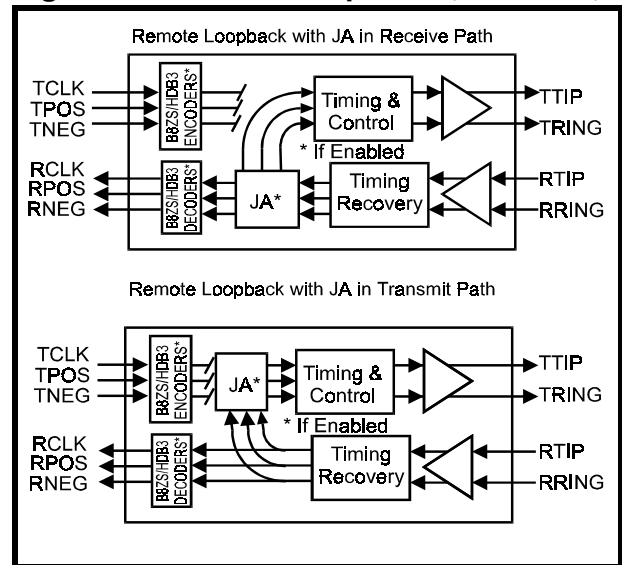 Remote Loopback with JA in Receive Path
TCLK
TPOS
TNEG
B8ZS/HDB3
ENCODERS*
Timing &
Control
TTIP
TRING
* If Enabled
RCLK
RPOS
RNEG
B8ZS/HDB3
DECODERS*
JA*
Timing
Recovery
RTIP
RRING
Remote Loopback with JA in Transmit Path
TCLK
TPOS
TNEG
B8ZS/HDB3
ENCODERS*
JA*
Timing &
Control
TTIP
TRING
* If Enabled
RCLK
RPOS
RNEG
B8ZS/HDB3
DECODERS*
Timing
Recovery
RTIP
RRING